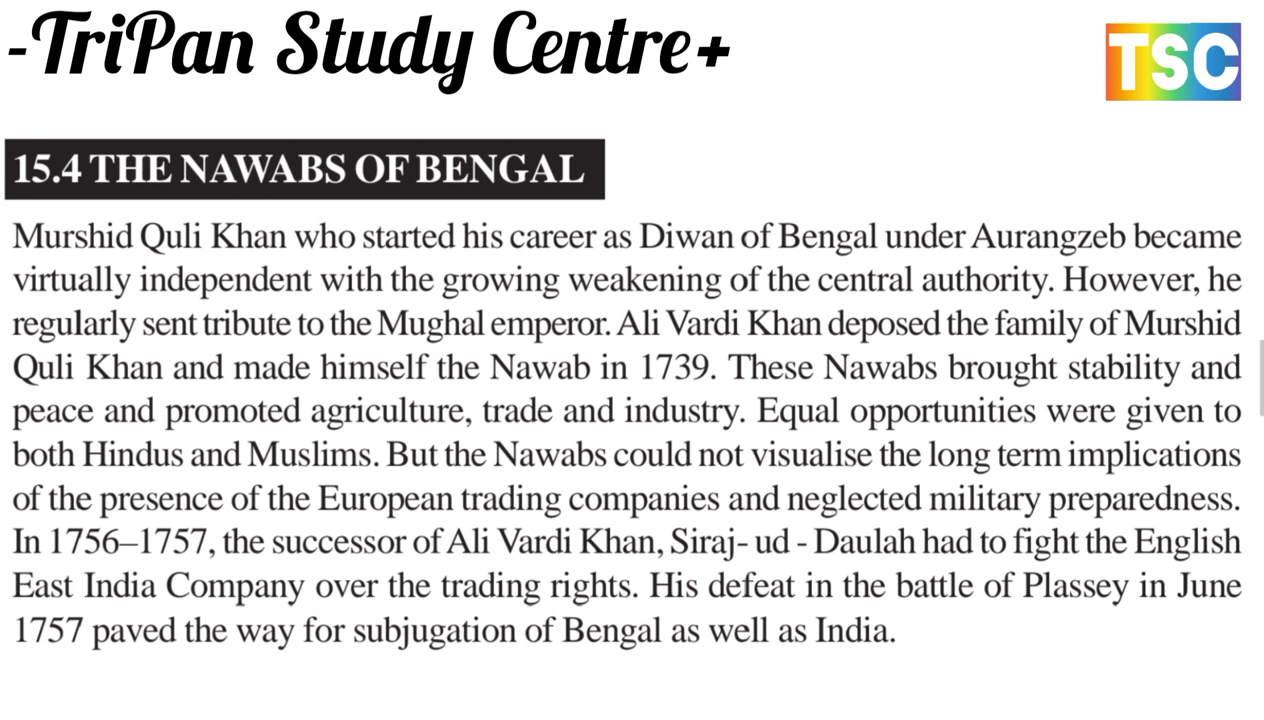 -TriPan Study Centre+
TSC
15.4 THE NAWABS OF BENGAL
Murshid Quli Khan who started his career as Diwan of Bengal under Aurangzeb became
virtually independent with the growing weakening of the central authority. However, he
regularly sent tribute to the Mughal emperor. Ali Vardi Khan deposed the family of Murshid
Quli Khan and made himself the Nawab in 1739. These Nawabs brought stability and
peace and promoted agriculture, trade and industry. Equal opportunities were given to
both Hindus and Muslims. But the Nawabs could not visualise the long term implications
of the presence of the European trading companies and neglected military preparedness.
In 1756–1757, the successor of Ali Vardi Khan, Siraj- ud - Daulah had to fight the English
East India Company over the trading rights. His defeat in the battle of Plassey in June
1757 paved the way for subjugation of Bengal as well as India.